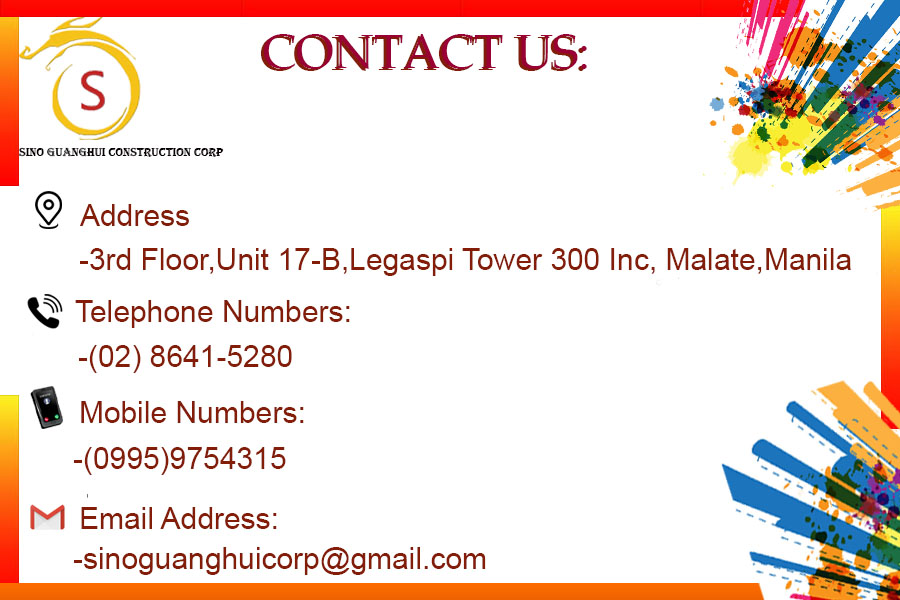 CONTACT US:
S
SINO GUANGHUI CONSTRUCTION CORP
Address
-3rd Floor,Unit 17-B,Legaspi Tower 300 Inc, Malate,Manila
Telephone Numbers:
-(02) 8641-5280
Mobile Numbers:
-(0995)9754315
Email Address:
-sinoguanghuicorp@gmail.com